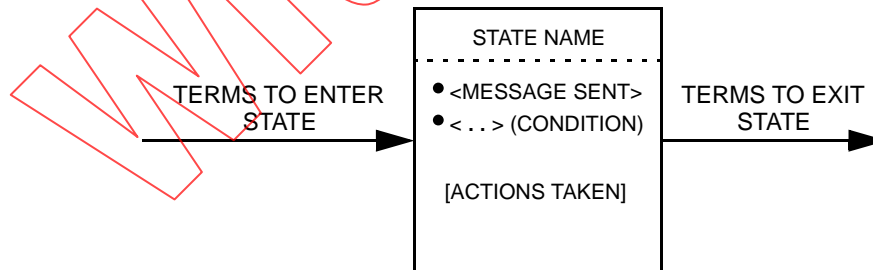 STATE NAME
TERMS TO ENTER
STATE
• <MESSAGE SENT>
• < . . > (CONDITION)
[ACTIONS TAKEN]
TERMS TO EXIT
STATE